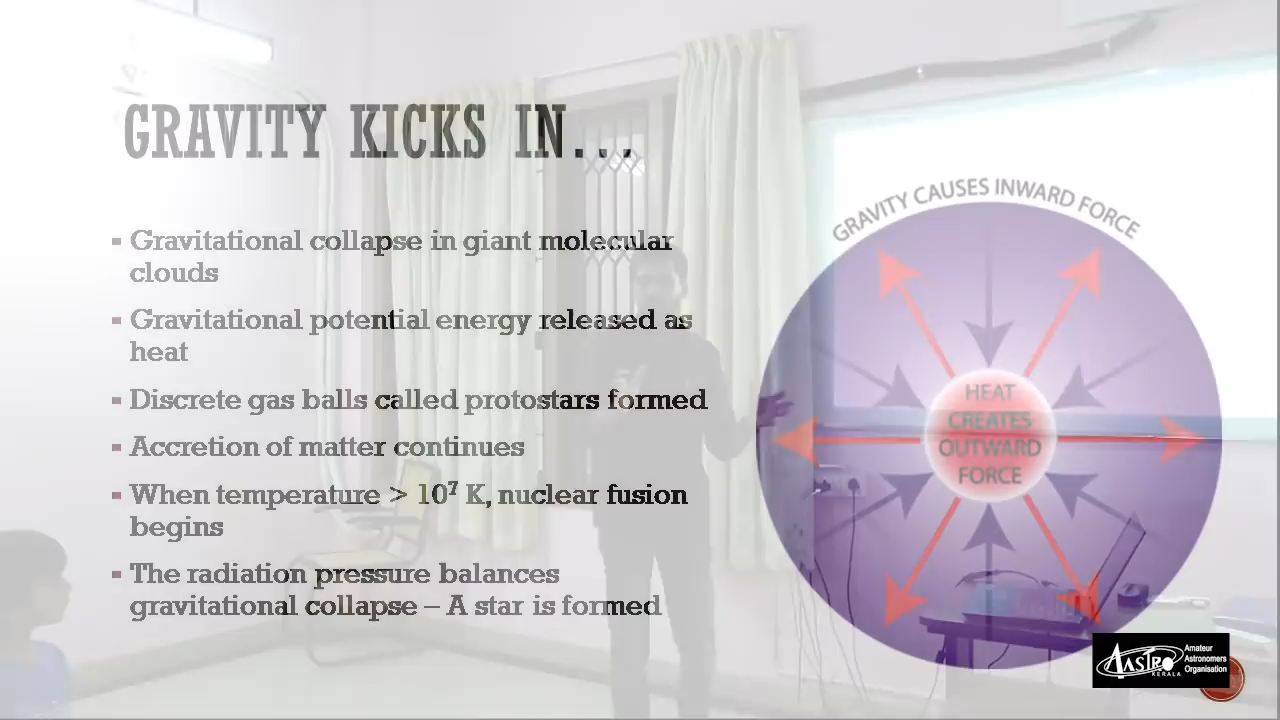 GRAVITY KICKS IN...
Gravitational collapse in giant molecular
clouds
Gravitational potential energy released as
heat
Discrete gas balls called protostars formed
Accretion of matter continues
When temperature > 10⁷ K, nuclear fusion
begins
The radiation pressure balances
gravitational collapse – A star is formed
GRAVITY CAUSES INWARD FORCE
HEAT
CREATES
OUTWARD
FORCE
AASTRO
KERALA
Amateur
Astronomers
Organisation